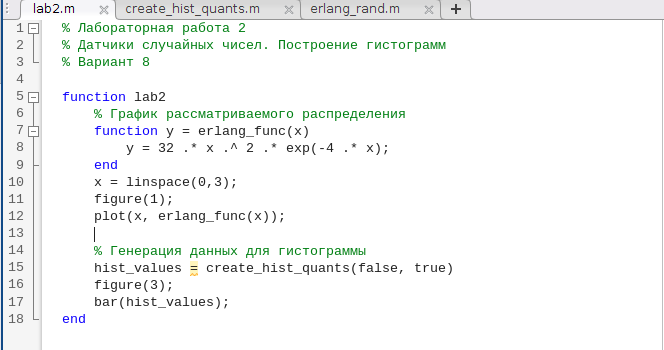 lab2.m × create_hist_quants.m × erlang_rand.m × +
1 % Лабораторная работа 2
2 % Датчики случайных чисел. Построение гистограмм
3 % Вариант 8
4
5 function lab2
6 % График рассматриваемого распределения
7 function y = erlang_func(x)
8 y = 32 .* x .^ 2 .* exp(-4 .* x);
9 end
10 x = linspace(0,3);
11 figure(1);
12 plot(x, erlang_func(x));
13
14 % Генерация данных для гистограммы
15 hist_values = create_hist_quants(false, true)
16 figure(3);
17 bar(hist_values);
18 end